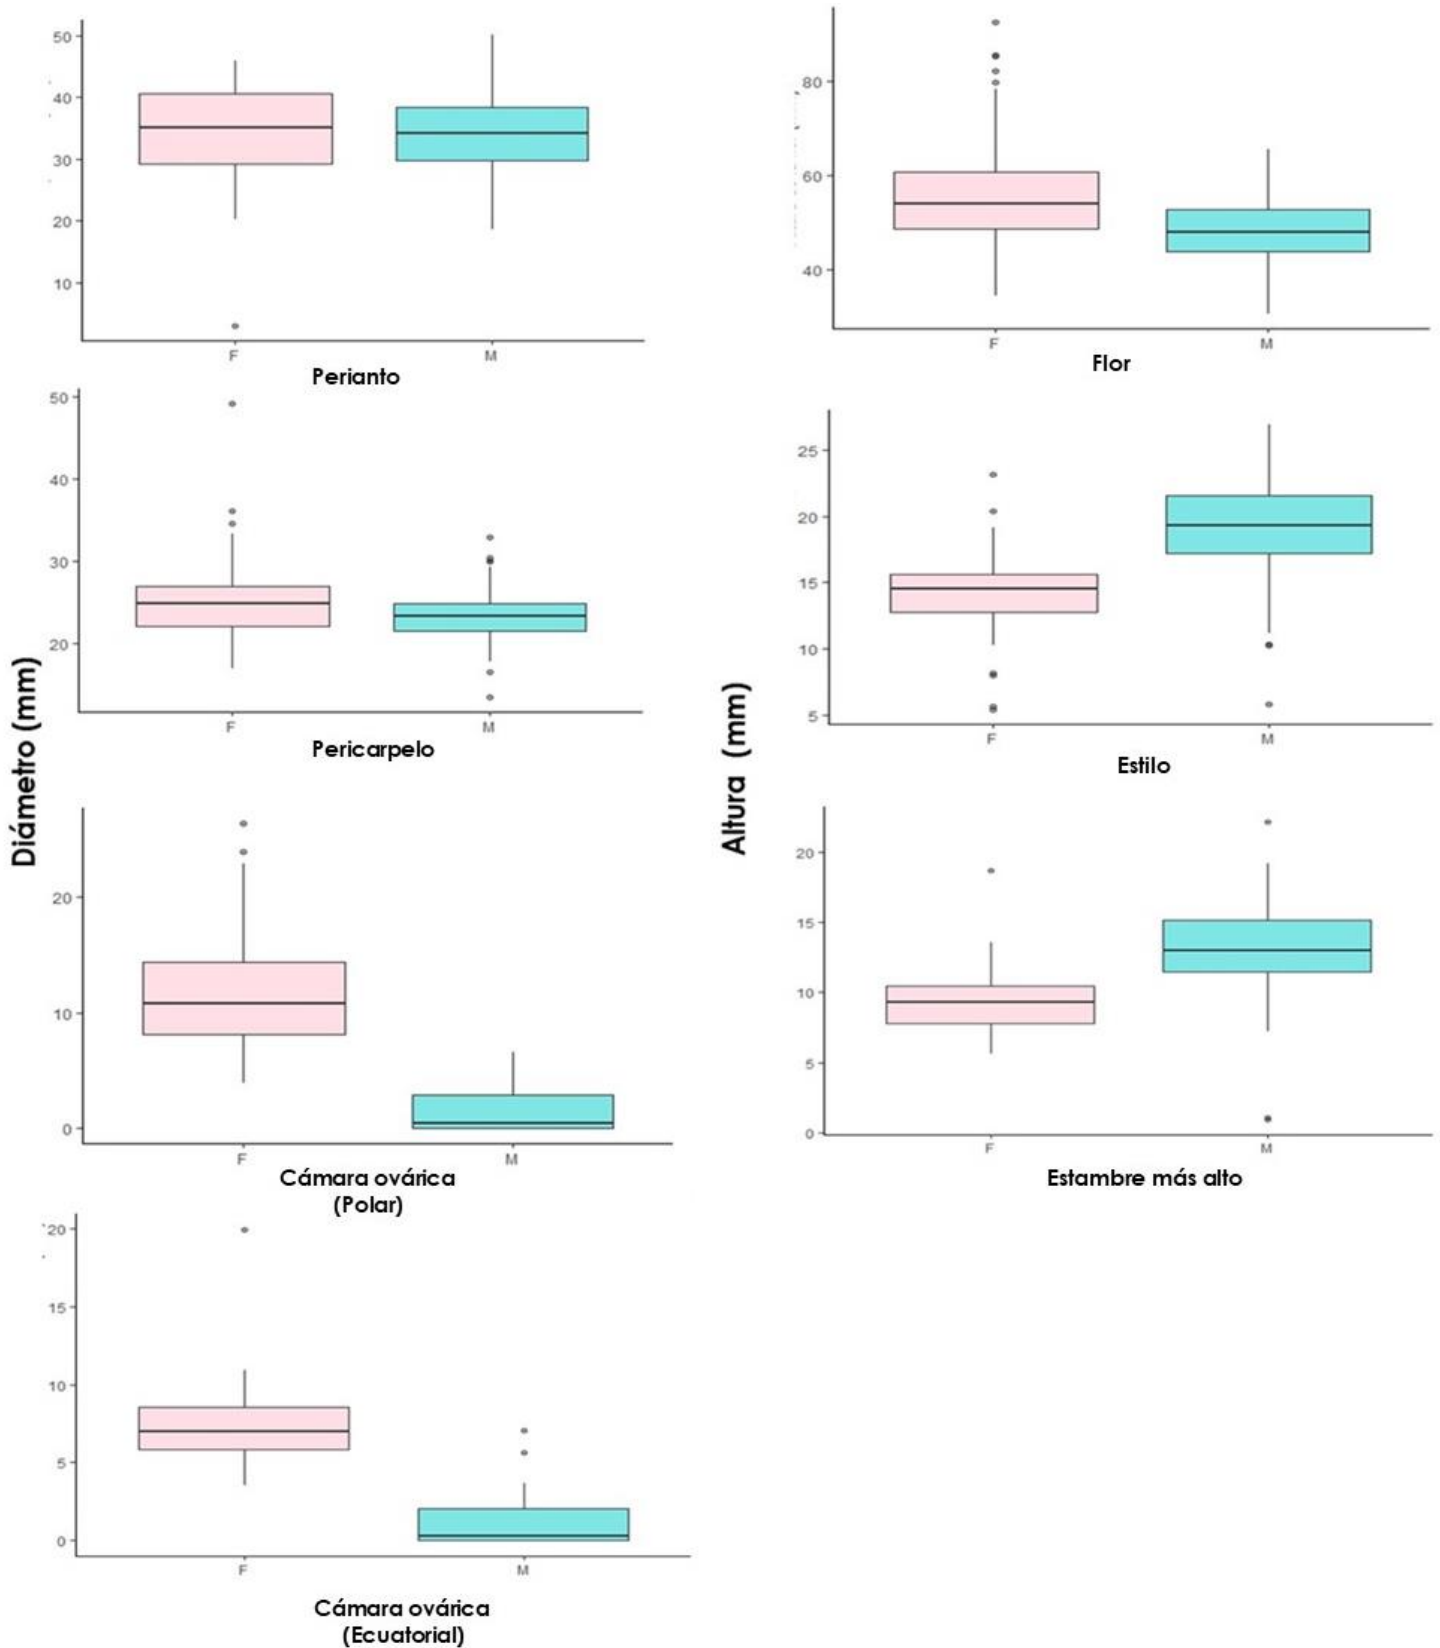 50
40
30
20
10
F
M
Perianto
80
60
40
F
M
Flor
50
40
30
20
F
M
Pericarpelo
25
20
15
10
5
F
M
Estilo
Diámetro (mm)
Altura (mm)
20
10
0
F
M
Cámara ovárica
(Polar)
20
15
10
5
0
F
M
Estambre más alto
20
15
10
5
0
F
M
Cámara ovárica
(Ecuatorial)